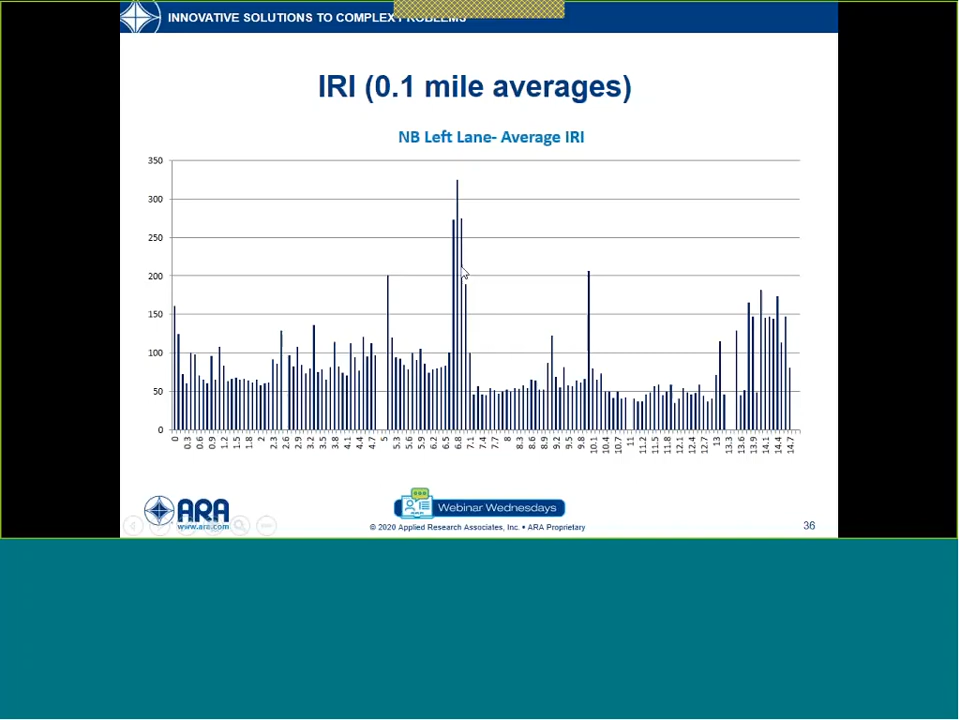 INNOVATIVE SOLUTIONS TO COMPLEX PROBLEMS
IRI (0.1 mile averages)
NB Left Lane- Average IRI
350
300
250
200
150
100
50
0
0 0.3 0.6 0.9 1.2 1.5 1.8 2 2.3 2.6 2.9 3.2 3.5 3.8 4.1 4.4 4.7 5 5.3 5.6 5.9 6.2 6.5 6.8 7.1 7.4 7.7 8 8.3 8.6 8.9 9.2 9.5 9.8 10.1 10.4 10.7 11 11.2 11.5 11.8 12.1 12.4 12.7 13 13.3 13.6 13.9 14.1 14.4 14.7
ARA
www.ara.com
Webinar Wednesdays
© 2020 Applied Research Associates, Inc. • ARA Proprietary
36